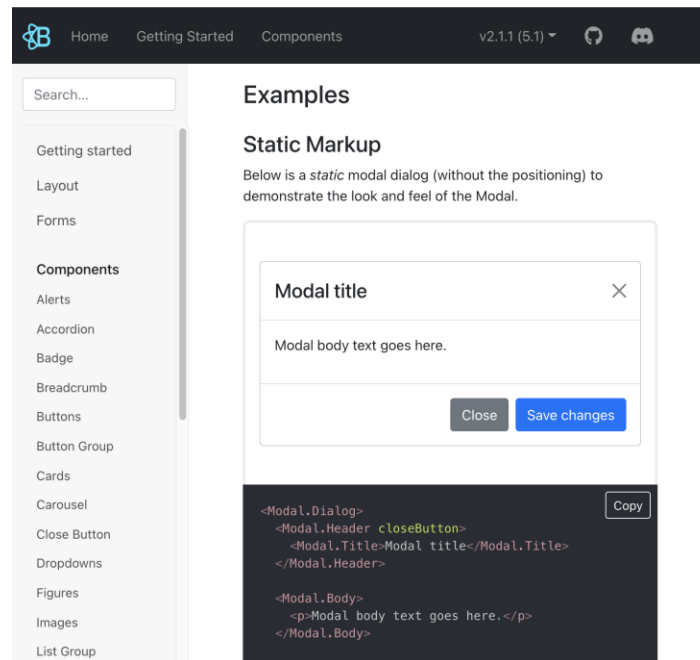 Home Getting Started Components v2.1.1 (5.1)
Search...
Getting started
Layout
Forms
Components
Alerts
Accordion
Badge
Breadcrumb
Buttons
Button Group
Cards
Carousel
Close Button
Dropdowns
Figures
Images
List Group
Examples
Static Markup
Below is a static modal dialog (without the positioning) to
demonstrate the look and feel of the Modal.
Modal title
Modal body text goes here.
Close Save changes
Copy
<Modal.Dialog>
  <Modal.Header closeButton>
    <Modal.Title>Modal title</Modal.Title>
  </Modal.Header>

  <Modal.Body>
    <p>Modal body text goes here.</p>
  </Modal.Body>